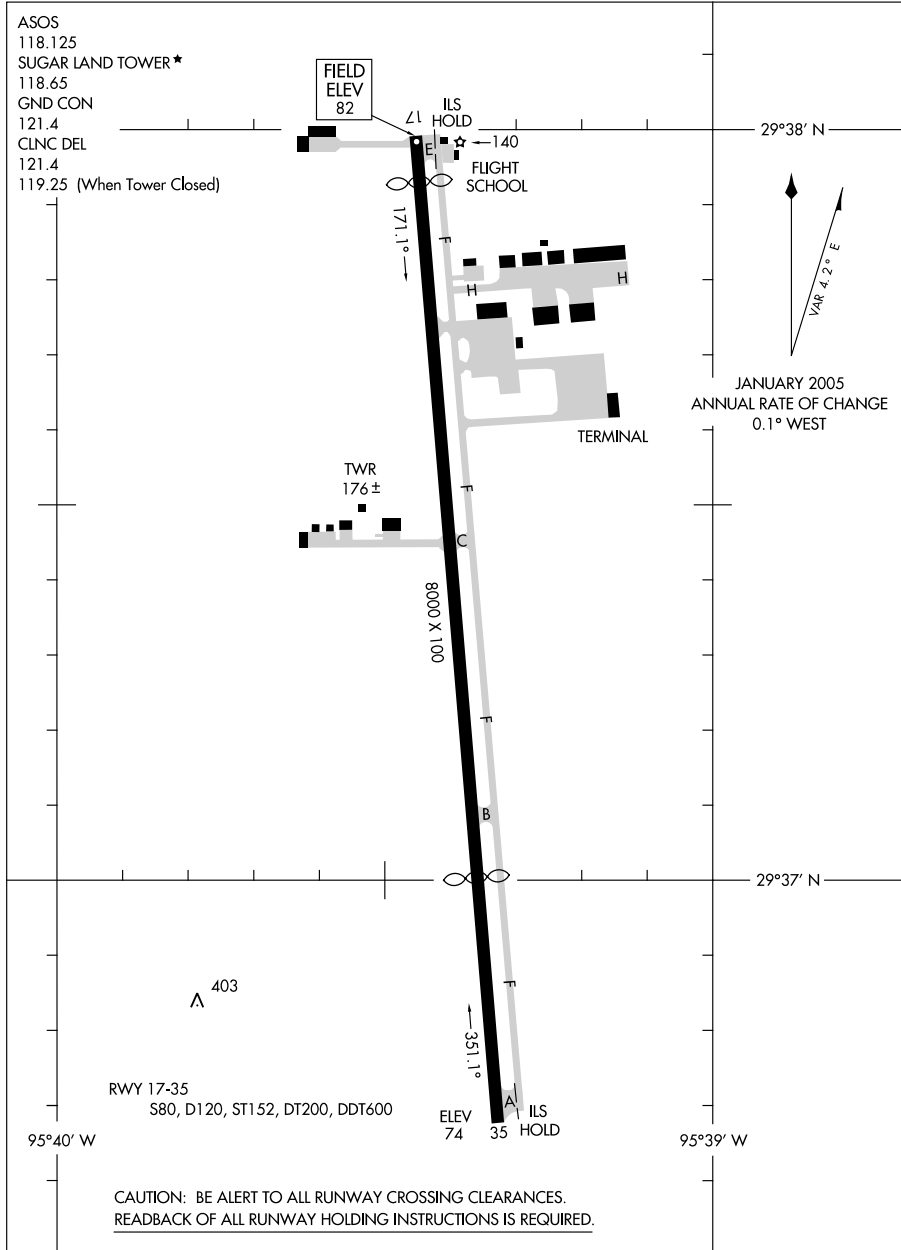 ASOS
118.125
SUGAR LAND TOWER★
118.65
GND CON
121.4
CLNC DEL
121.4
119.25 (When Tower Closed)
FIELD
ELEV
82
17
ILS
HOLD
E
140
FLIGHT
SCHOOL
29°38' N
171.1°
F
H
H
VAR 4.2° E
JANUARY 2005
ANNUAL RATE OF CHANGE
0.1° WEST
TERMINAL
TWR
176±
F
C
8000 X 100
F
B
29°37' N
403
F
351.1°
RWY 17-35
S80, D120, ST152, DT200, DDT600
A
ELEV
74
35
ILS
HOLD
95°40' W
95°39' W
CAUTION: BE ALERT TO ALL RUNWAY CROSSING CLEARANCES.
READBACK OF ALL RUNWAY HOLDING INSTRUCTIONS IS REQUIRED.